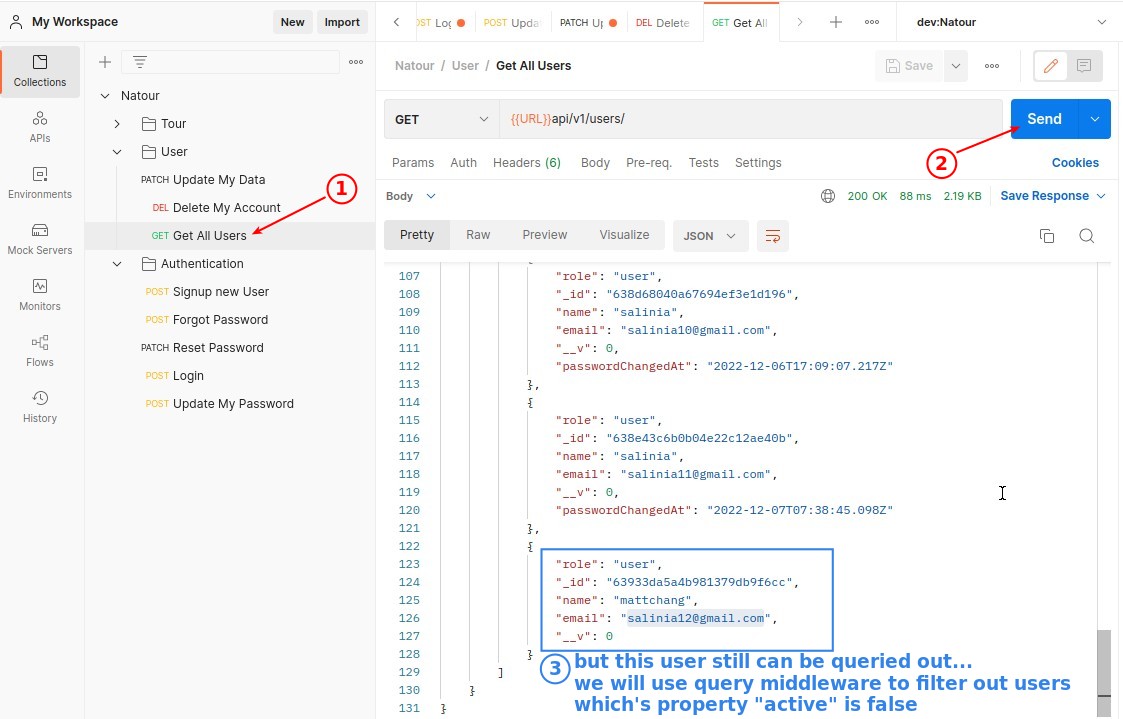 My Workspace
New
Import
OST Log
POST Upda
PATCH Up
DEL Delete
GET Get All
dev:Natour
Collections
APIs
Environments
Mock Servers
Monitors
Flows
History
Natour
Tour
User
PATCH Update My Data
DEL Delete My Account
GET Get All Users
Authentication
POST Signup new User
POST Forgot Password
PATCH Reset Password
POST Login
POST Update My Password
1
Natour / User / Get All Users
Save
GET
{{URL}}api/v1/users/
Send
2
Params Auth Headers (6) Body Pre-req. Tests Settings
Cookies
Body
200 OK 88 ms 2.19 KB Save Response
Pretty Raw Preview Visualize JSON
107 "role": "user",
108 "_id": "638d68040a67694ef3e1d196",
109 "name": "salinia",
110 "email": "salinia10@gmail.com",
111 "__v": 0,
112 "passwordChangedAt": "2022-12-06T17:09:07.217Z"
113 },
114 {
115 "role": "user",
116 "_id": "638e43c6b0b04e22c12ae40b",
117 "name": "salinia",
118 "email": "salinia11@gmail.com",
119 "__v": 0,
120 "passwordChangedAt": "2022-12-07T07:38:45.098Z"
121 },
122 {
123 "role": "user",
124 "_id": "63933da5a4b981379db9f6cc",
125 "name": "mattchang",
126 "email": "salinia12@gmail.com",
127 "__v": 0
128 }
129 ]
130 }
131 }
3
but this user still can be queried out...
we will use query middleware to filter out users
which's property "active" is false